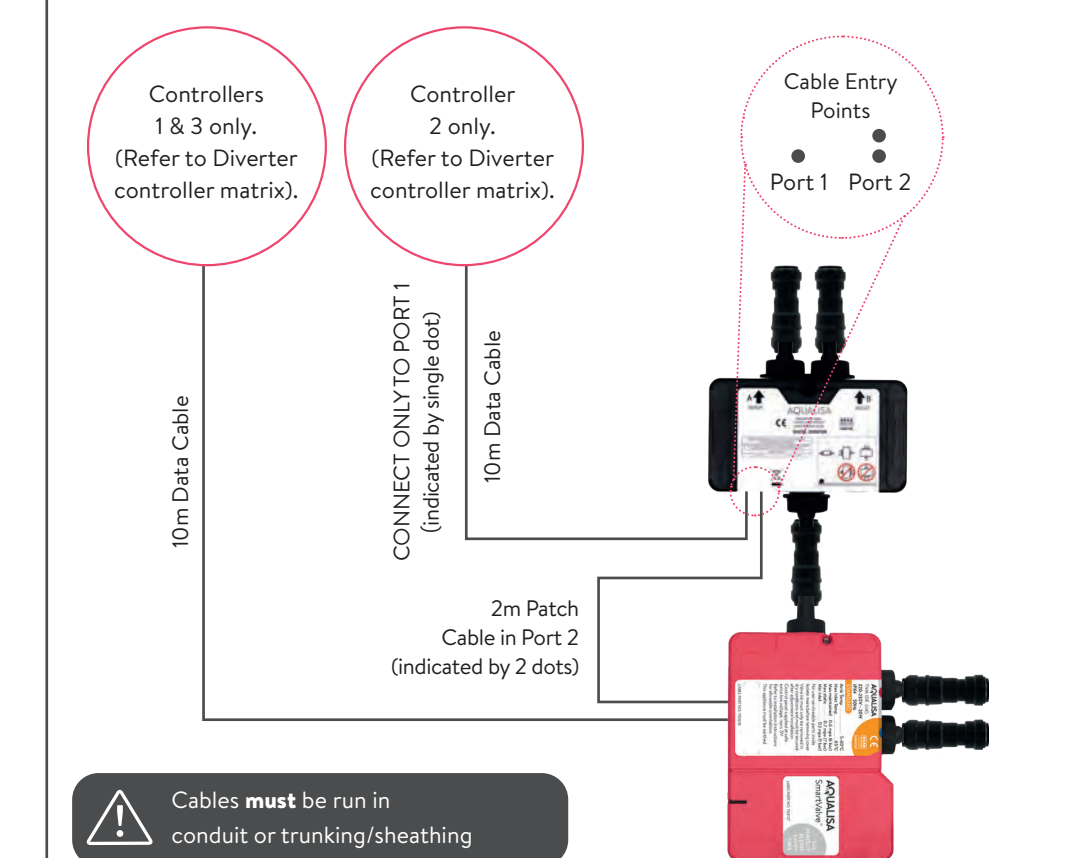 Controllers
1 & 3 only.
(Refer to Diverter
controller matrix).
Controller
2 only.
(Refer to Diverter
controller matrix).
Cable Entry
Points
Port 1 Port 2
10m Data Cable
CONNECT ONLY TO PORT 1
(indicated by single dot)
10m Data Cable
A
B
AQUALISA
CE
2m Patch
Cable in Port 2
(indicated by 2 dots)
AQUALISA
CE
AQUALISA
SmartValve
Cables must be run in
conduit or trunking/sheathing